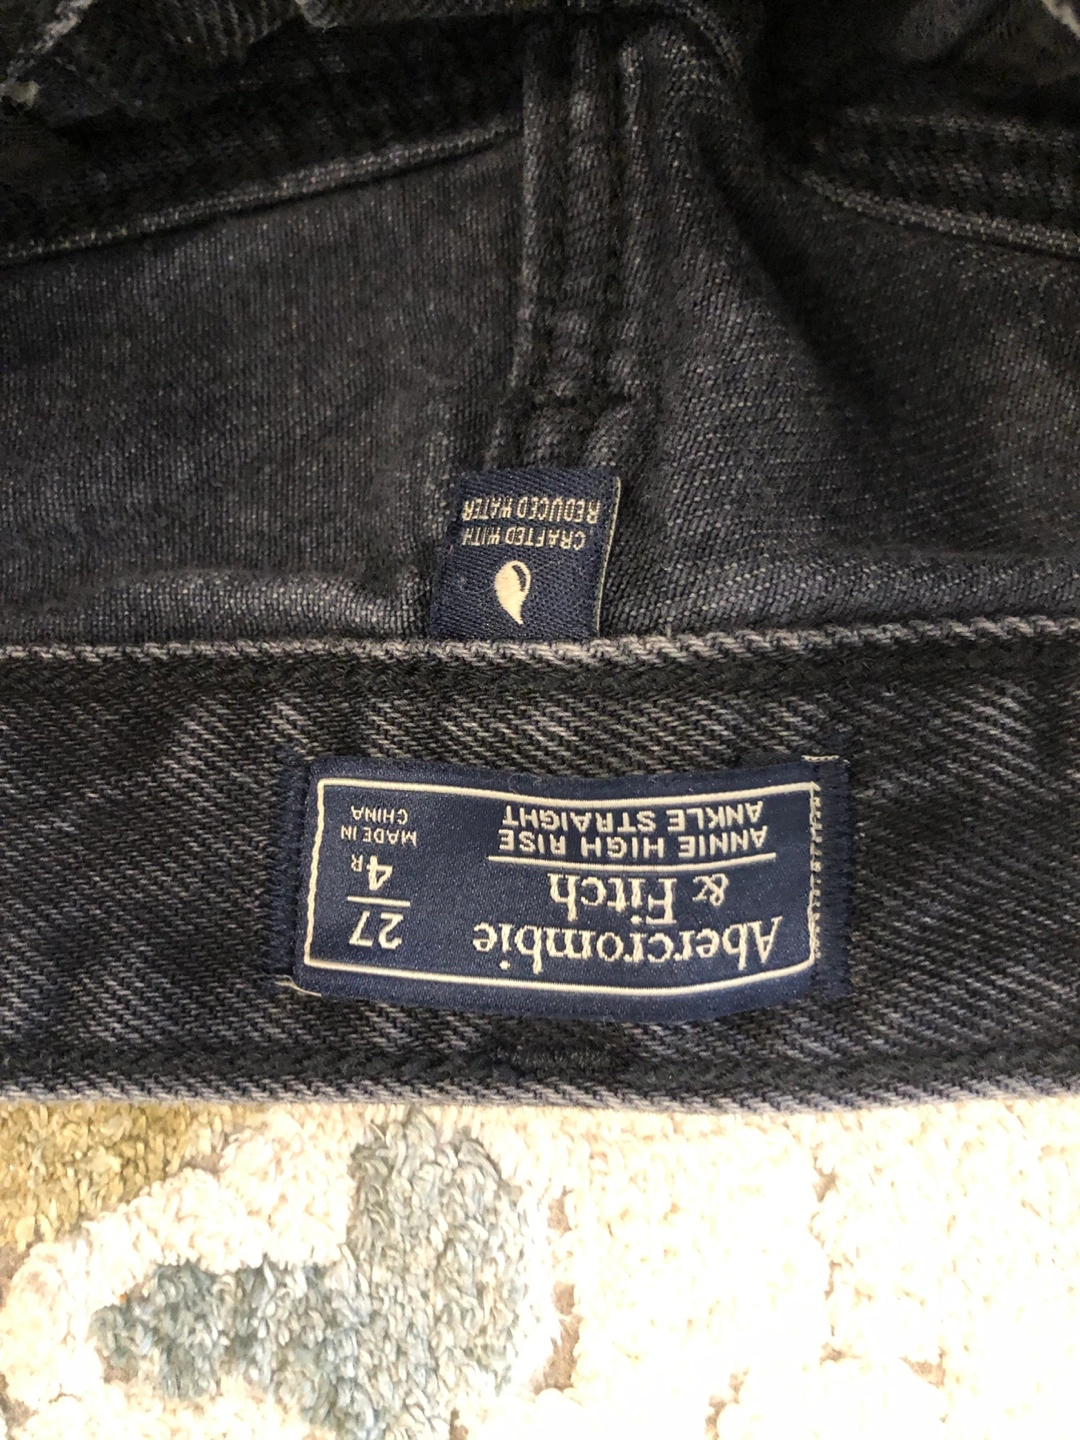 Abercrombie
& Fitch
ANNIE HIGH RISE
ANKLE STRAIGHT
27
4R
MADE IN
CHINA
CRAFTED WITH
REDUCED WATER